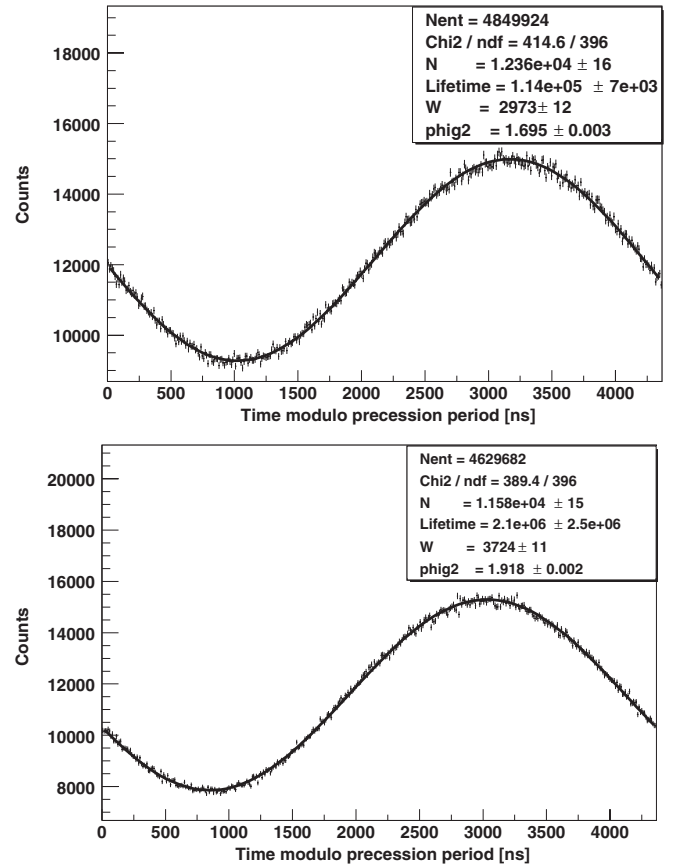 Nent = 4849924
Chi2 / ndf = 414.6 / 396
N = 1.236e+04 ± 16
Lifetime = 1.14e+05 ± 7e+03
W = 2973± 12
phig2 = 1.695 ± 0.003
18000
16000
14000
12000
10000
Counts
0 500 1000 1500 2000 2500 3000 3500 4000
Time modulo precession period [ns]
Nent = 4629682
Chi2 / ndf = 389.4 / 396
N = 1.158e+04 ± 15
Lifetime = 2.1e+06 ± 2.5e+06
W = 3724± 11
phig2 = 1.918 ± 0.002
20000
18000
16000
14000
12000
10000
8000
Counts
0 500 1000 1500 2000 2500 3000 3500 4000
Time modulo precession period [ns]